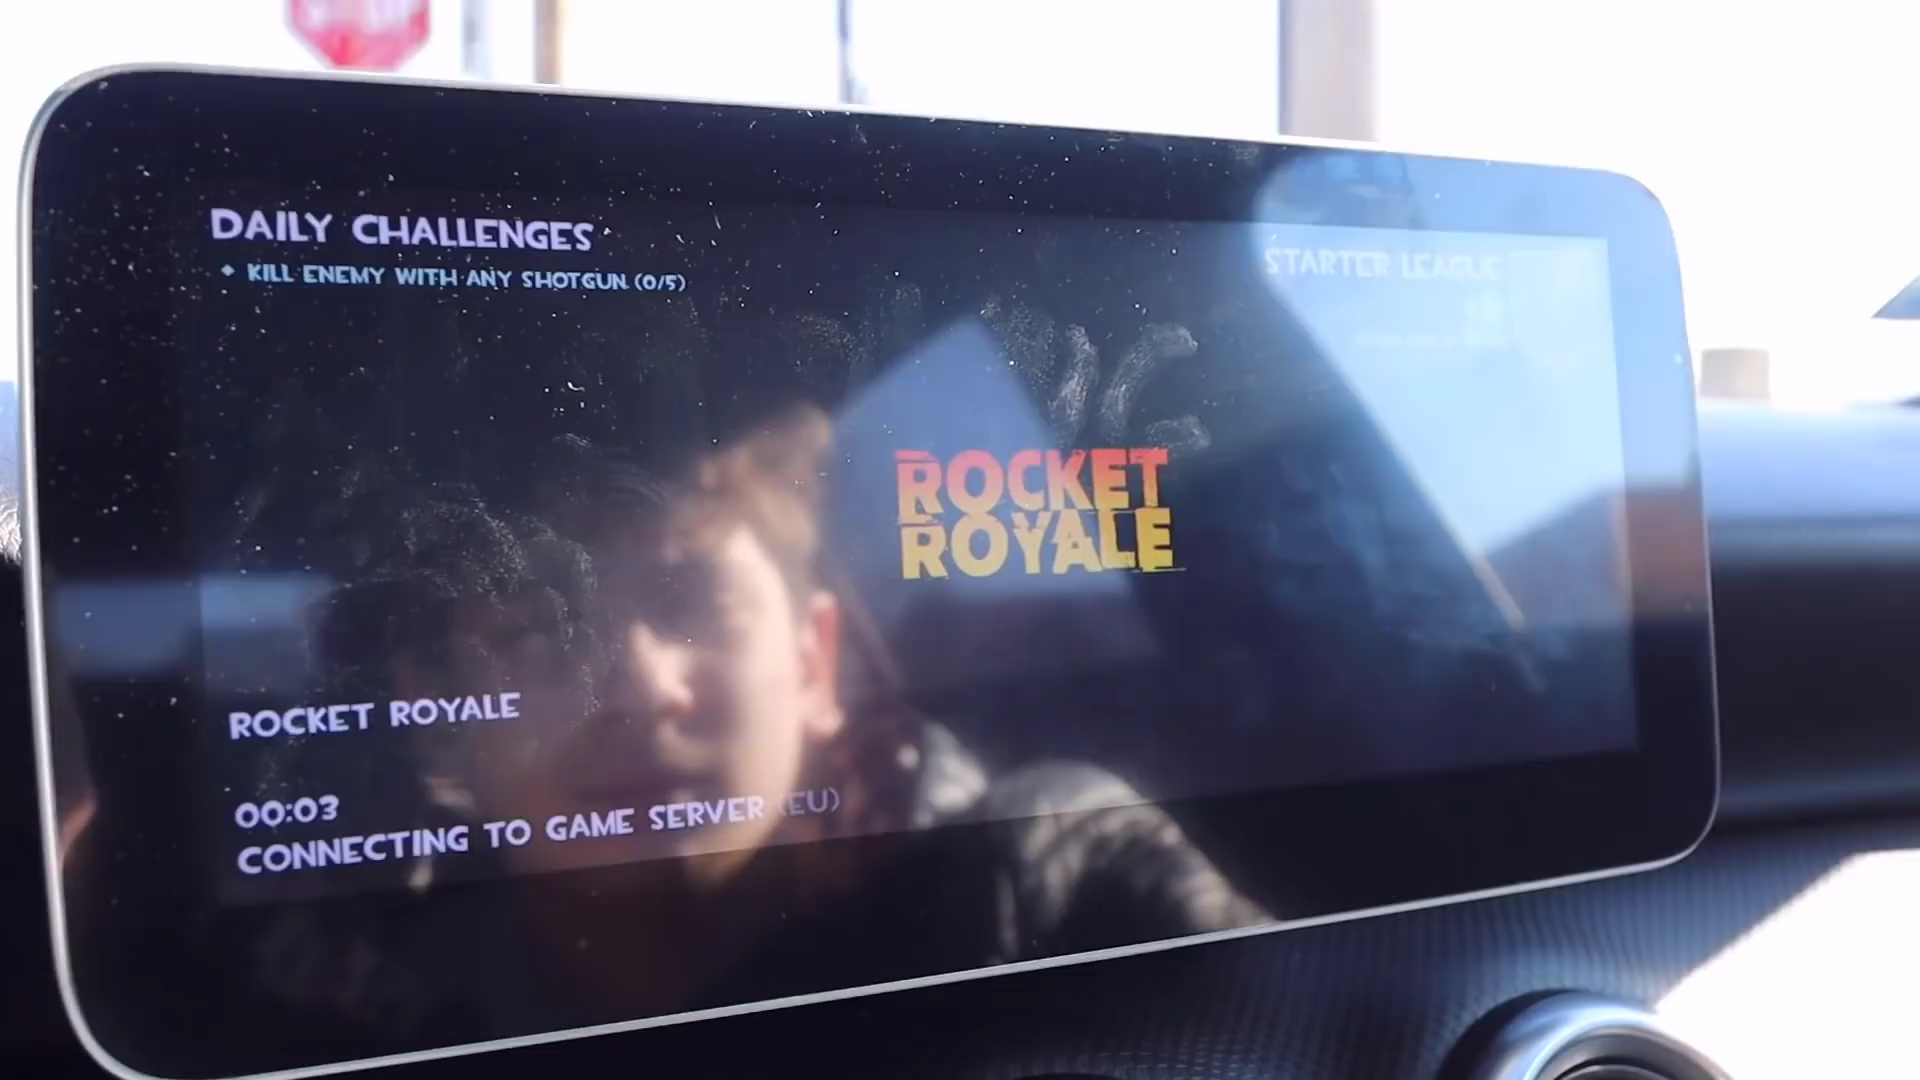 STOP
DAILY CHALLENGES
KILL ENEMY WITH ANY SHOTGUN (0/5)
STARTER LEAGUE
ROCKET
ROYALE
ROCKET ROYALE
00:03
CONNECTING TO GAME SERVER (EU)